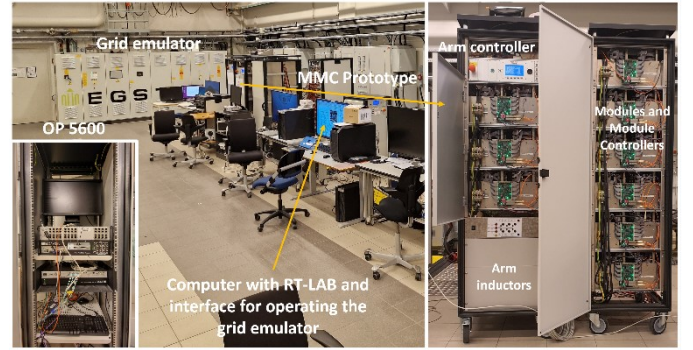 Grid emulator
EGS
OP 5600
MMC Prototype
Computer with RT-LAB and
interface for operating the
grid emulator
Arm controller
Modules and
Module
Controllers
Arm
inductors